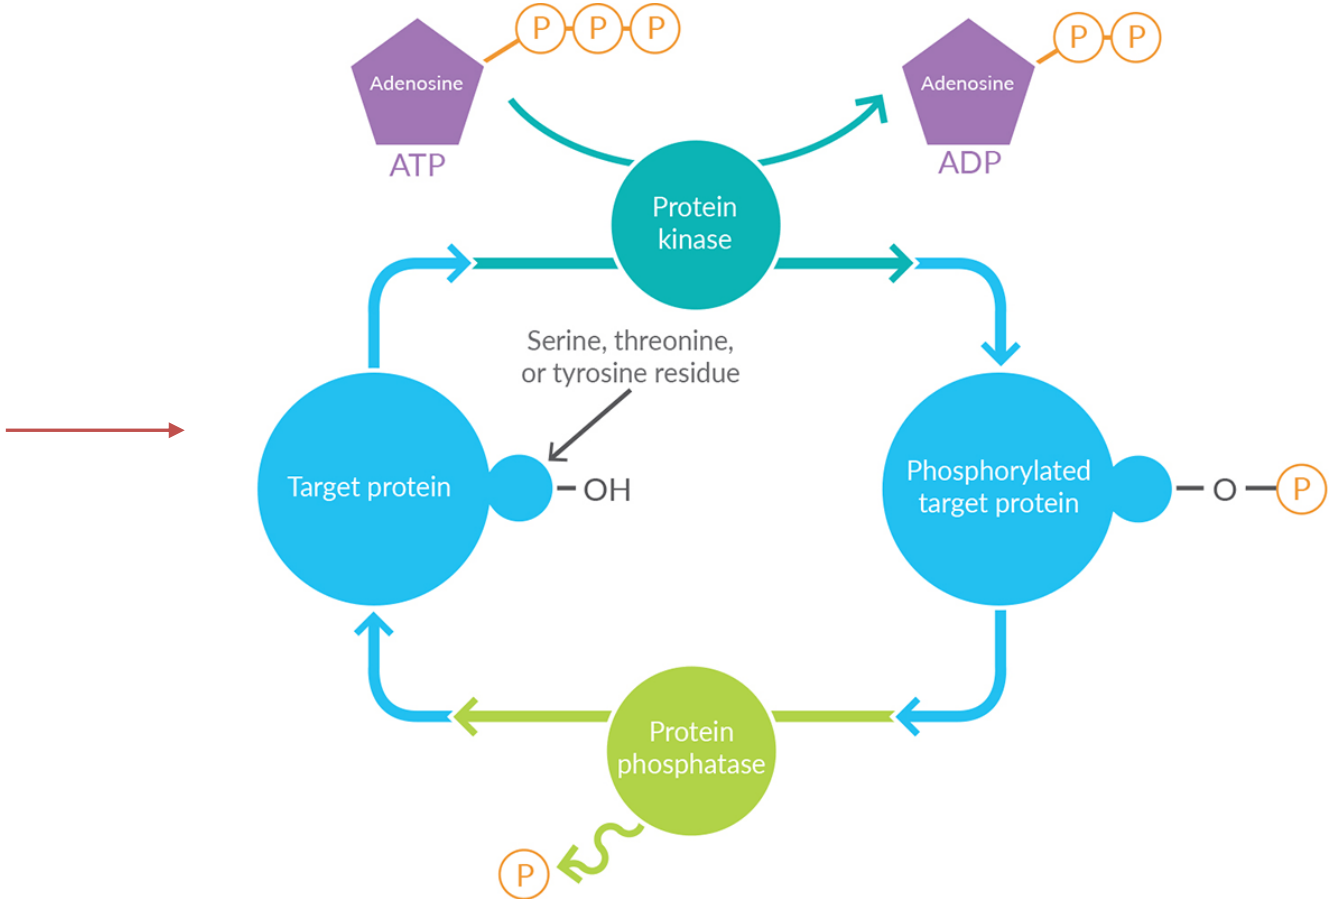 P P P
P P
Adenosine
Adenosine
ATP
ADP
Protein
kinase
Serine, threonine,
or tyrosine residue
Target protein
OH
Phosphorylated
target protein
O
P
Protein
phosphatase
P